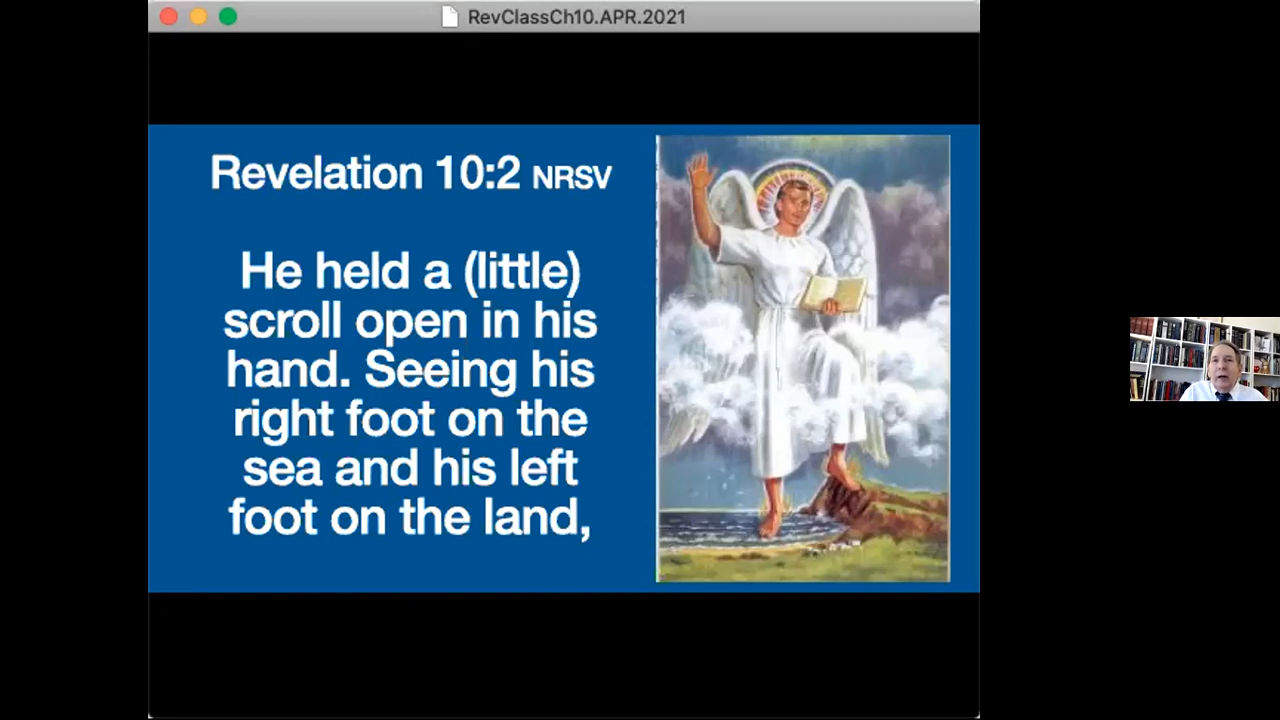 RevClassCh10.APR.2021
Revelation 10:2 NRSV
He held a (little)
scroll open in his
hand. Seeing his
right foot on the
sea and his left
foot on the land,